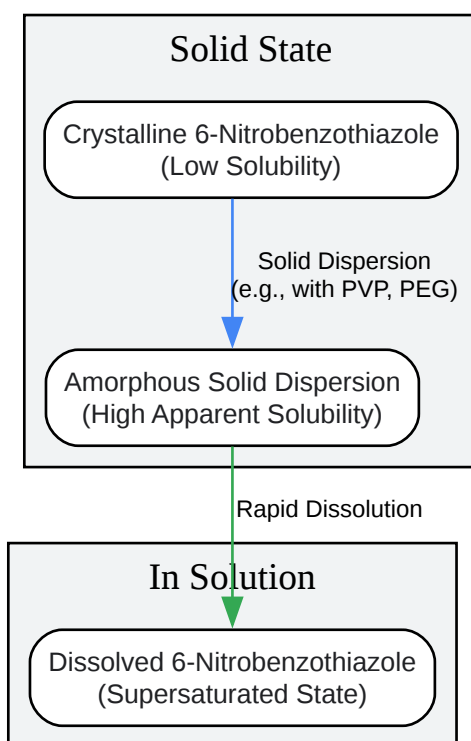 Solid State
Crystalline 6-Nitrobenzothiazole
(Low Solubility)
Solid Dispersion
(e.g., with PVP, PEG)
Amorphous Solid Dispersion
(High Apparent Solubility)
Rapid Dissolution
In Solution
Dissolved 6-Nitrobenzothiazole
(Supersaturated State)